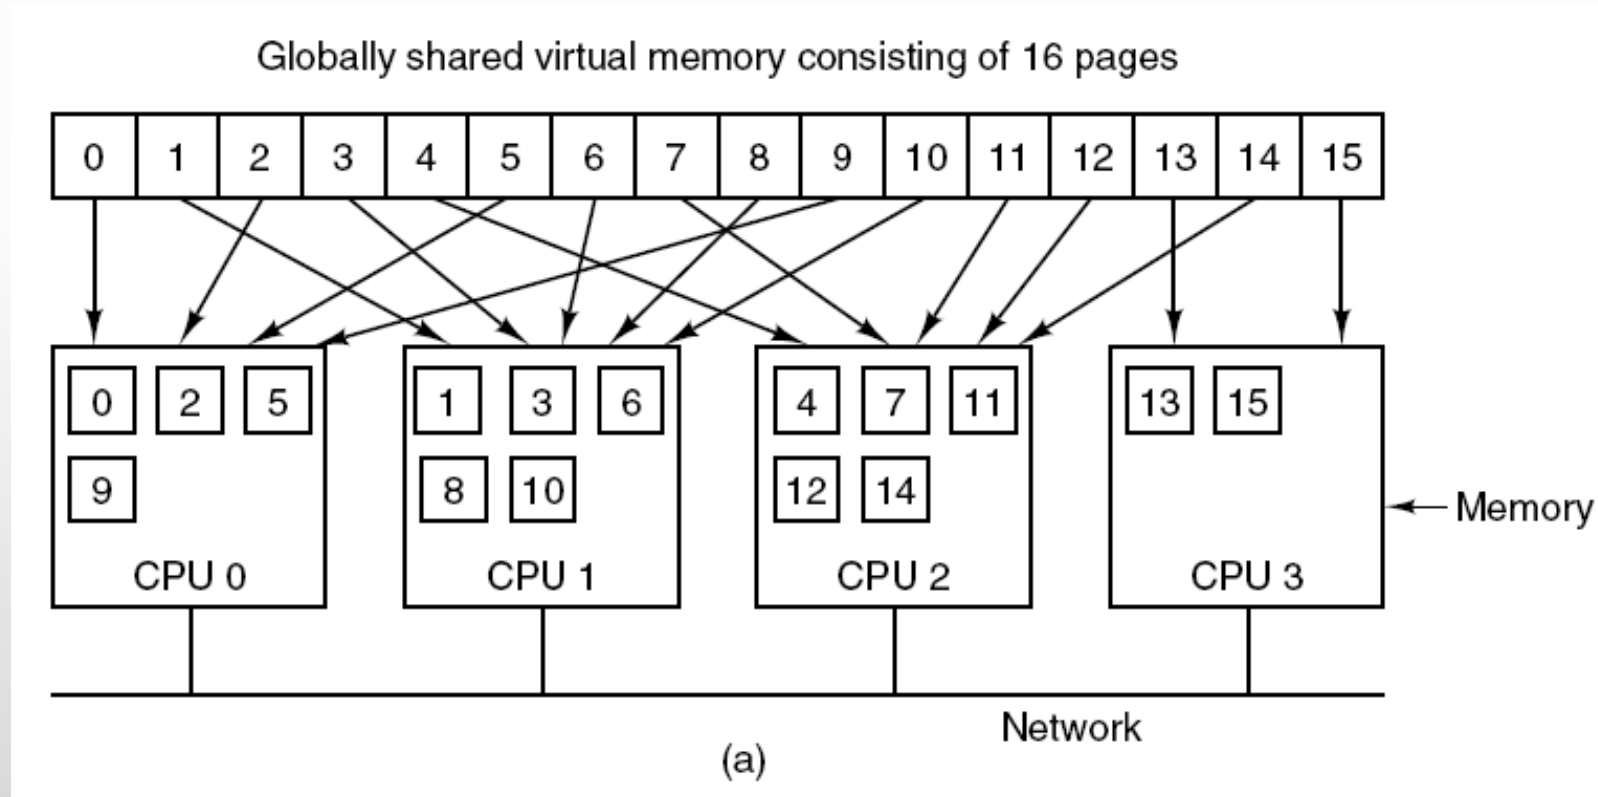 Globally shared virtual memory consisting of 16 pages
0 1 2 3 4 5 6 7 8 9 10 11 12 13 14 15
0 2 5 1 3 6 4 7 11 13 15
9 8 10 12 14
Memory
CPU 0 CPU 1 CPU 2 CPU 3
Network
(a)